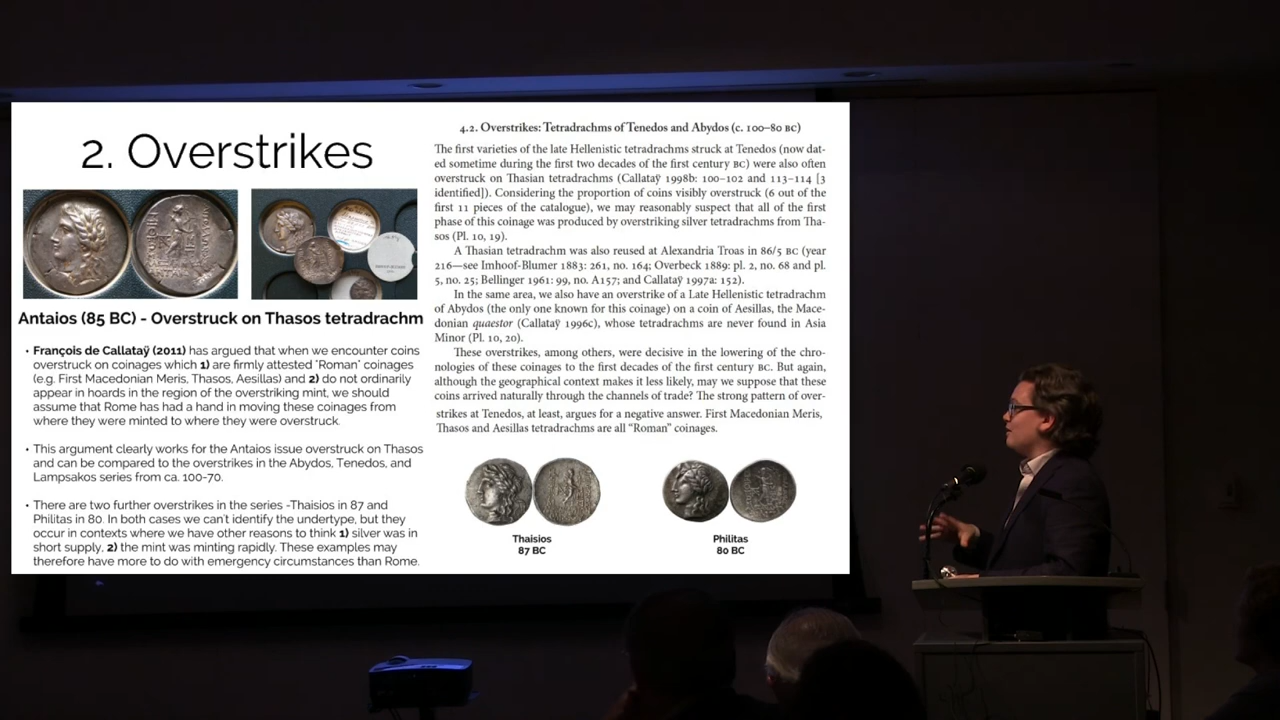 2. Overstrikes
Antaios (85 BC) - Overstruck on Thasos tetradrachm
• François de Callataÿ (2011) has argued that when we encounter coins
overstruck on coinages which 1) are firmly attested "Roman" coinages
(e.g. First Macedonian Meris, Thasos, Aesillas) and 2) do not ordinarily
appear in hoards in the region of the overstriking mint, we should
assume that Rome has had a hand in moving these coinages from
where they were minted to where they were overstruck.
• This argument clearly works for the Antaios issue overstruck on Thasos
and can be compared to the overstrikes in the Abydos, Tenedos, and
Lampsakos series from ca. 100-70.
• There are two further overstrikes in the series -Thaisios in 87 and
Philitas in 80. In both cases we can't identify the undertype, but they
occur in contexts where we have other reasons to think 1) silver was in
short supply, 2) the mint was minting rapidly. These examples may
therefore have more to do with emergency circumstances than Rome.
4.2. Overstrikes: Tetradrachms of Tenedos and Abydos (c. 100–80 BC)
The first varieties of the late Hellenistic tetradrachms struck at Tenedos (now dat-
ed sometime during the first two decades of the first century BC) were also often
overstruck on Thasian tetradrachms (Callataÿ 1998b: 100–102 and 113–114 [3
identified]). Considering the proportion of coins visibly overstruck (6 out of the
first 11 pieces of the catalogue), we may reasonably suspect that all of the first
phase of this coinage was produced by overstriking silver tetradrachms from Tha-
sos (Pl. 10, 19).
A Thasian tetradrachm was also reused at Alexandria Troas in 86/5 BC (year
216—see Imhoof-Blumer 1883: 261, no. 164; Overbeck 1889: pl. 2, no. 68 and pl.
5, no. 25; Bellinger 1961: 99, no. A157; and Callataÿ 1997a: 152).
In the same area, we also have an overstrike of a Late Hellenistic tetradrachm
of Abydos (the only one known for this coinage) on a coin of Aesillas, the Mace-
donian quaestor (Callataÿ 1996c), whose tetradrachms are never found in Asia
Minor (Pl. 10, 20).
These overstrikes, among others, were decisive in the lowering of the chro-
nologies of these coinages to the first decades of the first century BC. But again,
although the geographical context makes it less likely, may we suppose that these
coins arrived naturally through the channels of trade? The strong pattern of over-
strikes at Tenedos, at least, argues for a negative answer. First Macedonian Meris,
Thasos and Aesillas tetradrachms are all "Roman" coinages.
Thaisios
87 BC
Philitas
80 BC